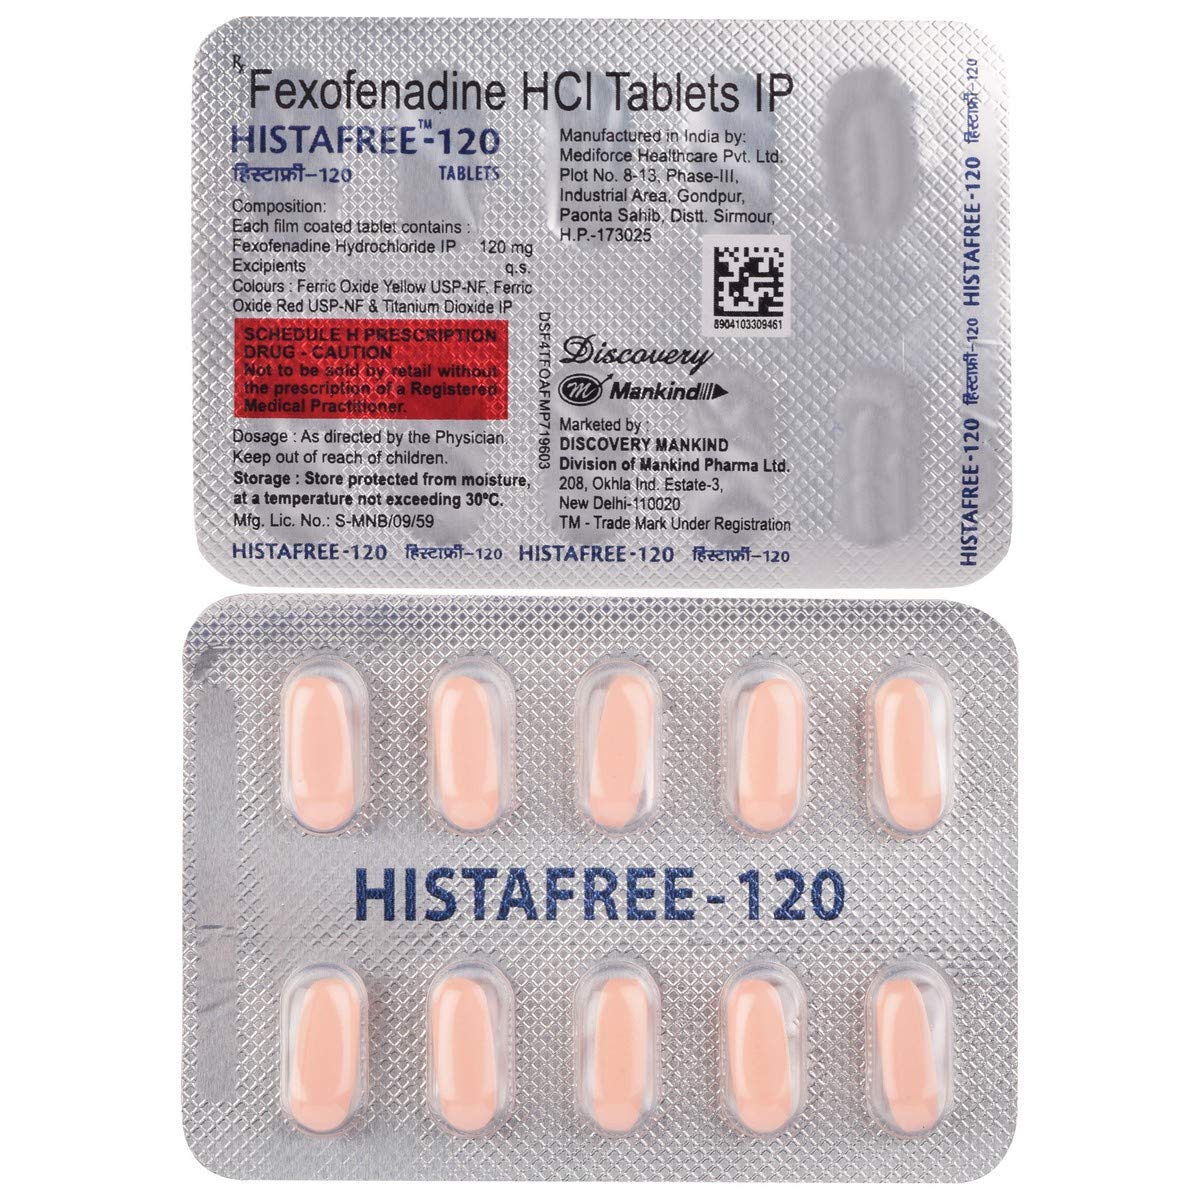 Rx
Fexofenadine HCl Tablets IP
HISTAFREE™-120
हिस्टाफ्री-120 TABLETS
Composition:
Each film coated tablet contains :
Fexofenadine Hydrochloride IP 120 mg
Excipients q.s.
Colours : Ferric Oxide Yellow USP-NF, Ferric
Oxide Red USP-NF & Titanium Dioxide IP
SCHEDULE H PRESCRIPTION
DRUG - CAUTION
Not to be sold by retail without
the prescription of a Registered
Medical Practitioner.
Dosage : As directed by the Physician.
Keep out of reach of children.
Storage : Store protected from moisture,
at a temperature not exceeding 30ºC.
Mfg. Lic. No.: S-MNB/09/59
DSF4TFOAFMP719603
Manufactured in India by:
Mediforce Healthcare Pvt. Ltd.
Plot No. 8-13, Phase-III,
Industrial Area, Gondpur,
Paonta Sahib, Distt. Sirmour,
H.P.-173025
8904103309461
Discovery
m Mankind
Marketed by :
DISCOVERY MANKIND
Division of Mankind Pharma Ltd.
208, Okhla Ind. Estate-3,
New Delhi-110020
TM - Trade Mark Under Registration
HISTAFREE-120 हिस्टाफ्री-120 HISTAFREE-120 हिस्टाफ्री-120
HISTAFREE-120 हिस्टाफ्री-120 HISTAFREE-120 हिस्टाफ्री-120
HISTAFREE-120